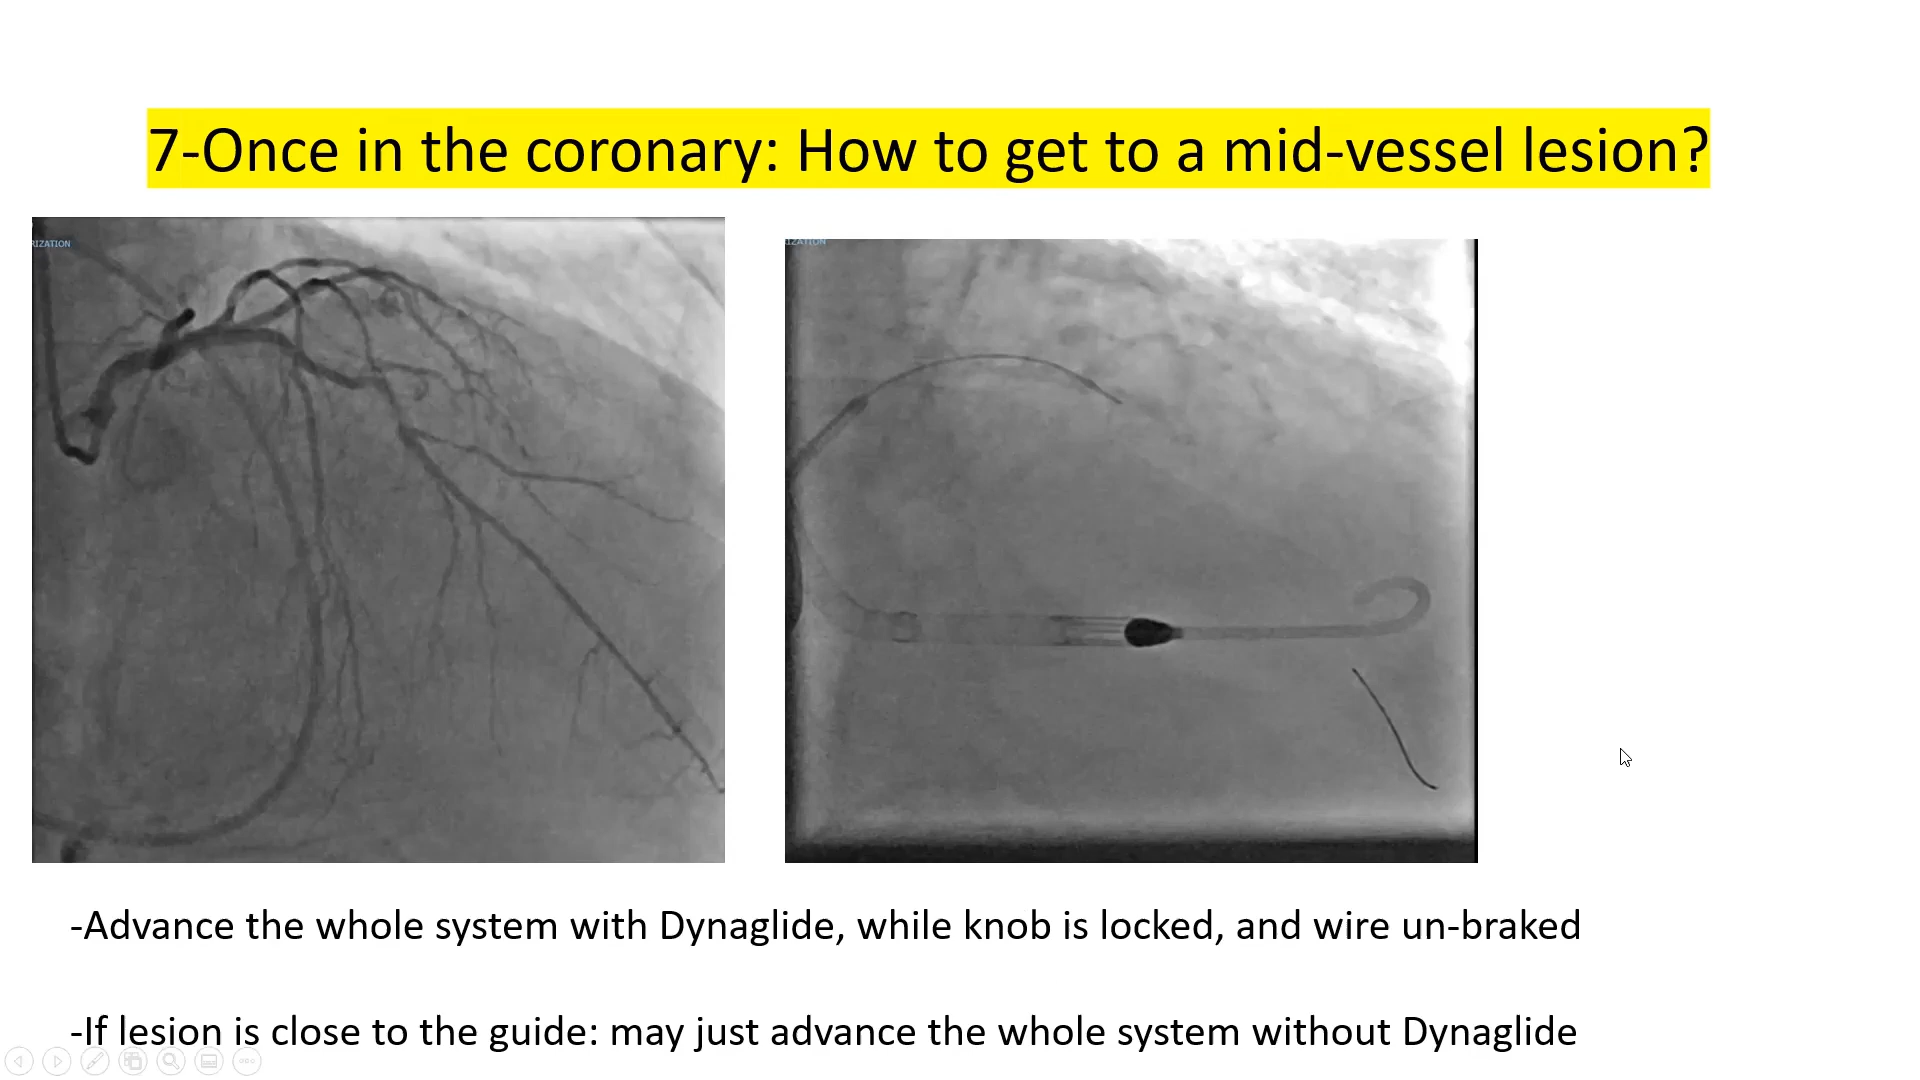 7-Once in the coronary: How to get to a mid-vessel lesion?
RIZATION
IZATION
-Advance the whole system with Dynaglide, while knob is locked, and wire un-braked
-If lesion is close to the guide: may just advance the whole system without Dynaglide